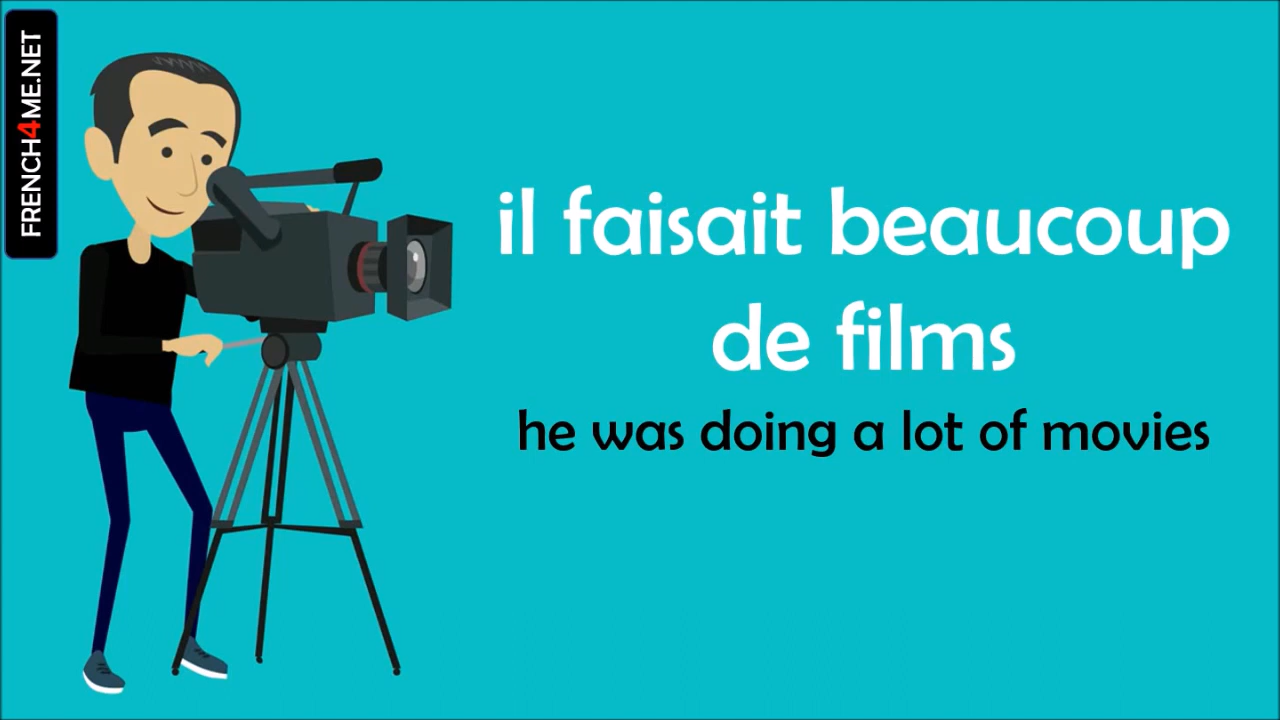 FRENCH4ME.NET
il faisait beaucoup
de films
he was doing a lot of movies